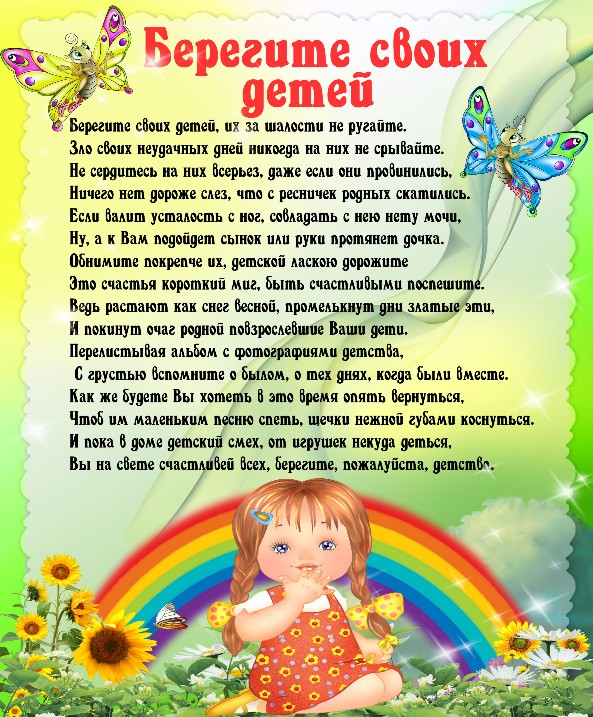 Берегите своих
детей
Берегите своих детей, их за шалости не ругайте.
Зло своих неудачных дней никогда на них не срывайте.
Не сердитесь на них всерьез, даже если они провинились,
Ничего нет дороже слез, что с ресничек родных скатились.
Если валит усталость с ног, совладать с нею нету мочи,
Ну, а к Вам подойдет сынок или руки протянет дочка.
Обнимите покрепче их, детской ласкою дорожите
Это счастья короткий миг, быть счастливыми поспешите.
Ведь растают как снег весной, промелькнут дни златые эти,
И покинут очаг родной повзрослевшие Ваши дети.
Перелистывая альбом с фотографиями детства,
С грустью вспомните о былом, о тех днях, когда были вместе.
Как же будете Вы хотеть в это время опять вернуться,
Чтоб им маленьким песню спеть, щечки нежной губами коснуться.
И пока в доме детский смех, от игрушек некуда деться,
Вы на свете счастливей всех, берегите, пожалуйста, детство.